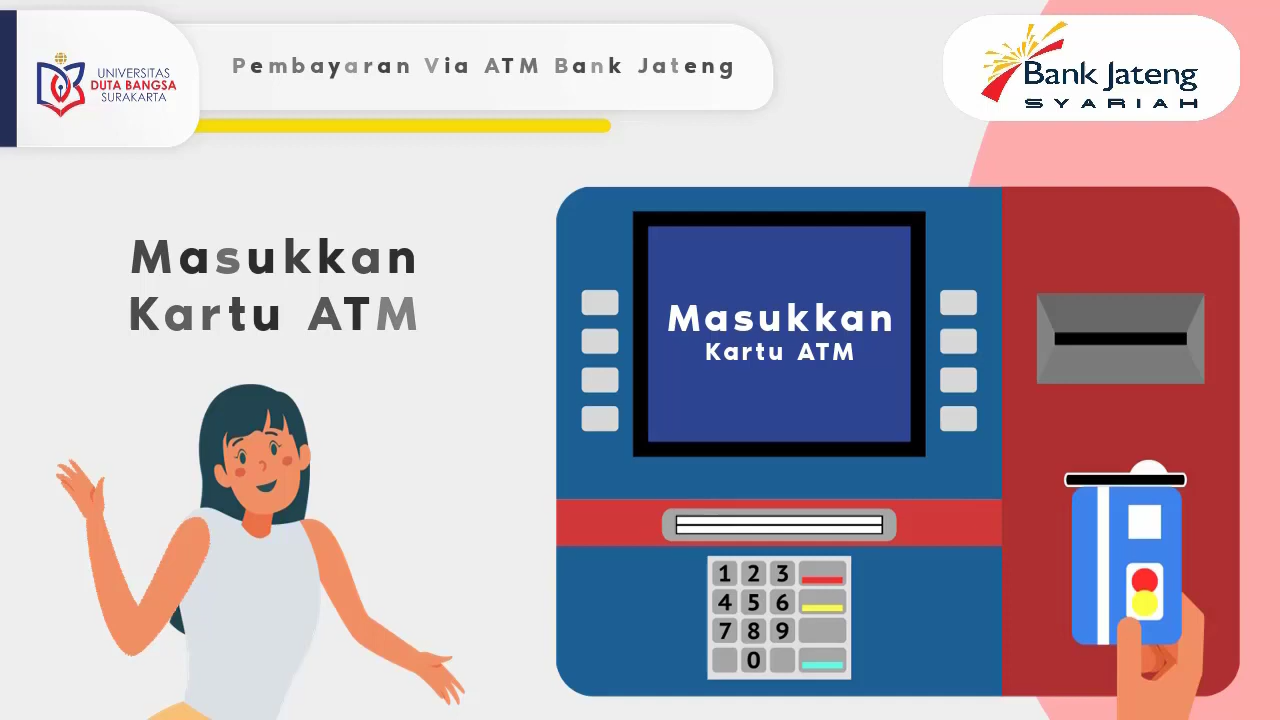 UNIVERSITAS
DUTA BANGSA
SURAKARTA
Pembayaran Via ATM Bank Jateng
Bank Jateng
SYARIAH
Masukkan
Kartu ATM
Masukkan
Kartu ATM
1 2 3
4 5 6
7 8 9
0